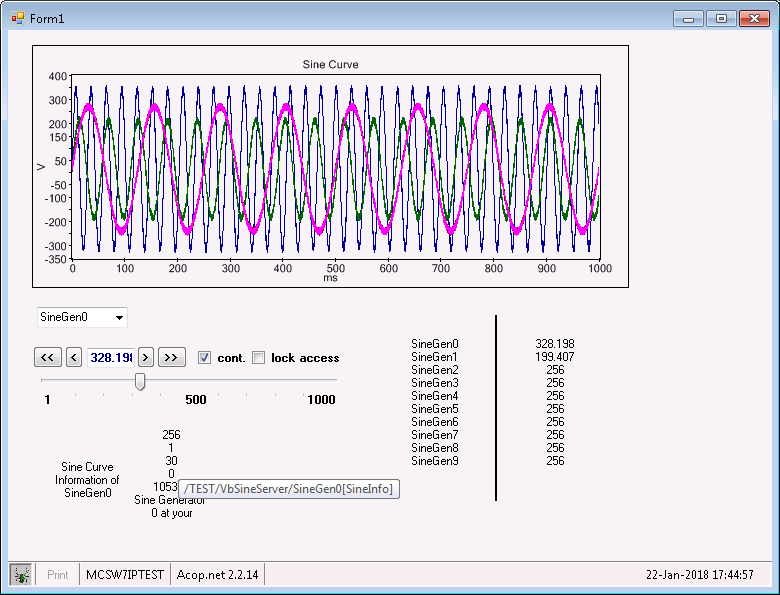 Form1
Sine Curve
400
300
200
150
50
-50
-100
-200
-300
-350
V
0 100 200 300 400 500 600 700 800 900 1000
ms
SineGen0
<< < 328.198 > >> cont. lock access
1 500 1000
256
1
30
0
1053
Sine Curve
Information of
SineGen0
/TEST/VbSineServer/SineGen0[SineInfo]
Sine Generator
0 at your
SineGen0 328.198
SineGen1 199.407
SineGen2 256
SineGen3 256
SineGen4 256
SineGen5 256
SineGen6 256
SineGen7 256
SineGen8 256
SineGen9 256
Print MCSW7IPTEST Acop.net 2.2.14 22-Jan-2018 17:44:57